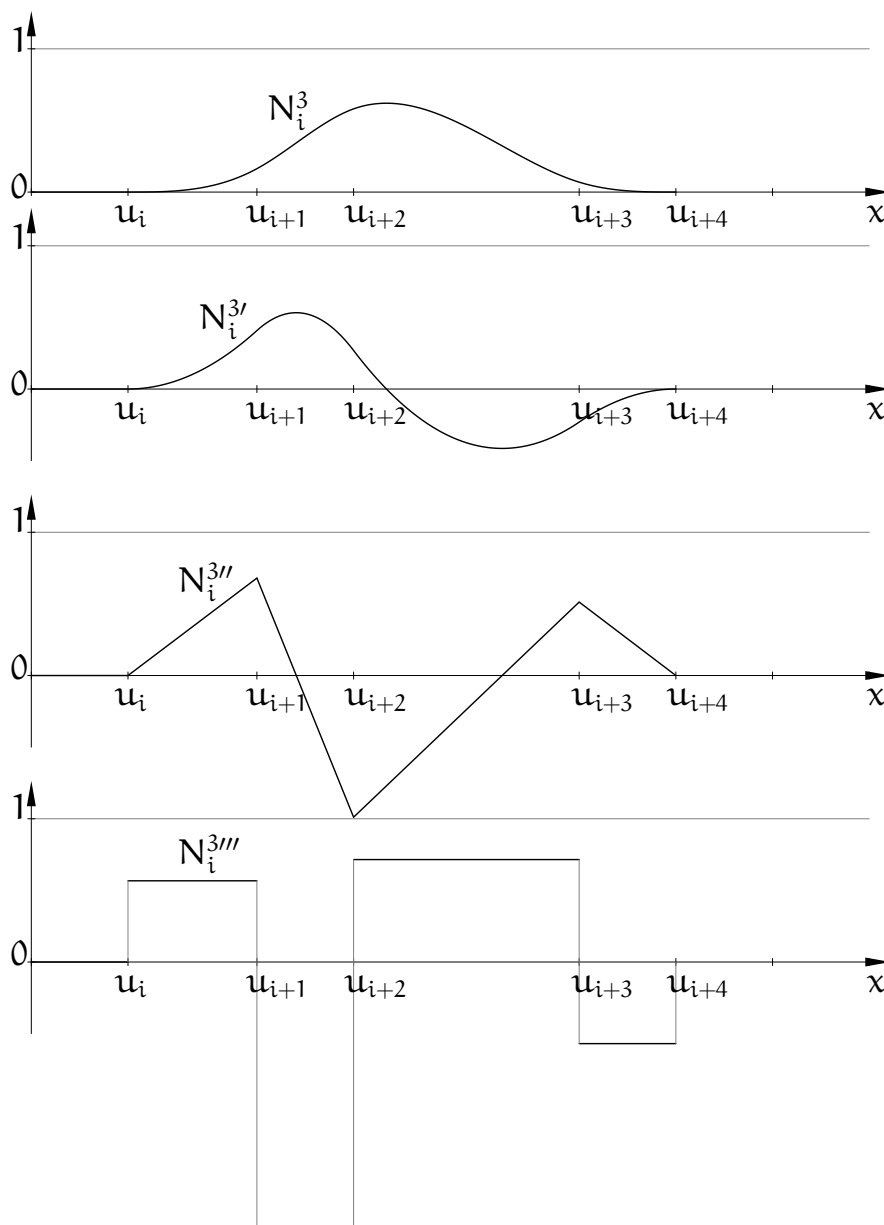 1
N_i^3
0
u_i u_{i+1} u_{i+2} u_{i+3} u_{i+4} x
1
N_i^{3′}
0
u_i u_{i+1} u_{i+2} u_{i+3} u_{i+4} x
1
N_i^{3′′}
0
u_i u_{i+1} u_{i+2} u_{i+3} u_{i+4} x
1
N_i^{3′′′}
0
u_i u_{i+1} u_{i+2} u_{i+3} u_{i+4} x